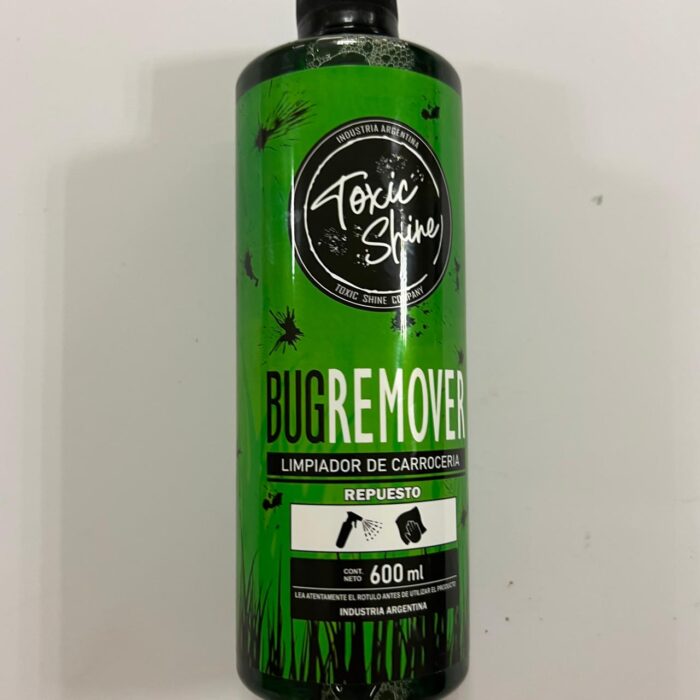 INDUSTRIA ARGENTINA
Toxic
Shine
TOXIC SHINE COMPANY
BUGREMOVER
LIMPIADOR DE CARROCERIA
REPUESTO
CONT.
NETO 600 ml
LEA ATENTAMENTE EL ROTULO ANTES DE UTILIZAR EL PRODUCTO
INDUSTRIA ARGENTINA